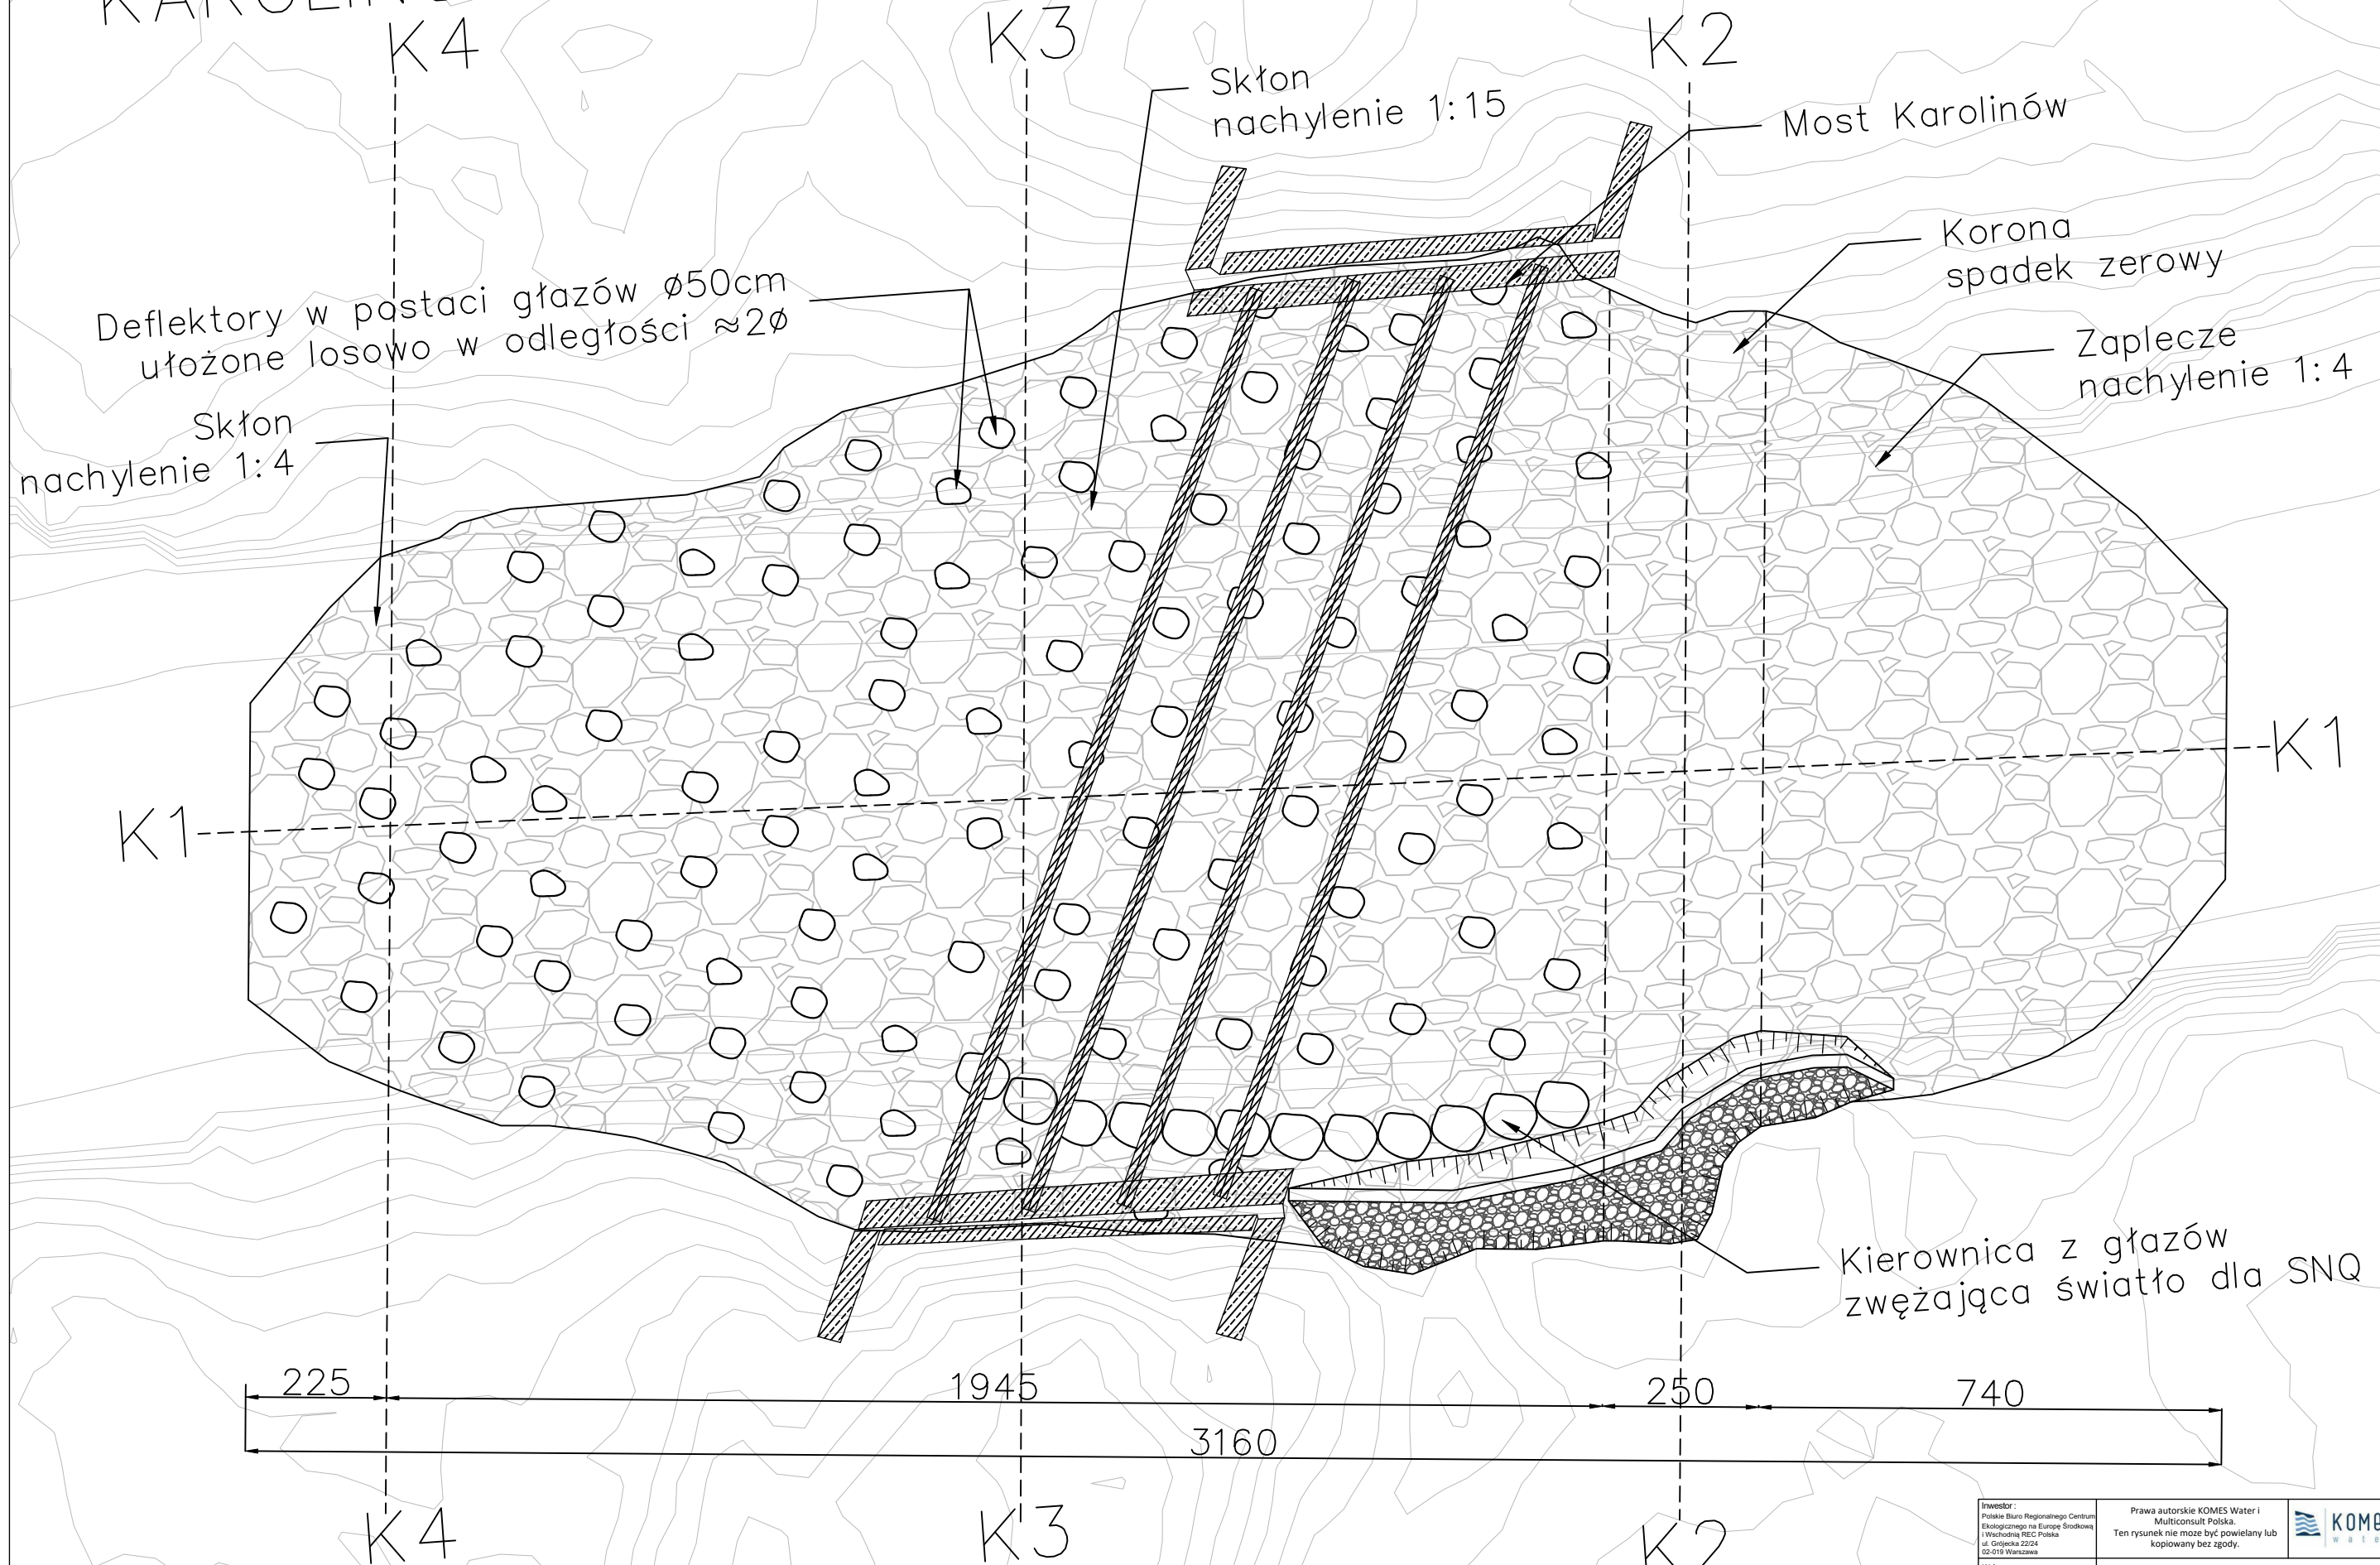 K4
K3
K2
Skłon
nachylenie 1:15
Most Karolinów
Korona
spadek zerowy
Zaplecze
nachylenie 1:4
Deflektory w postaci głazów ø50cm
ułożone losowo w odległości ≈2ø
Skłon
nachylenie 1:4
K1
K1
Kierownica z głazów
zwężająca światło dla SNQ
225
1945
250
740
3160
K4
K3
K2
Inwestor :
Polskie Biuro Regionalnego Centrum
Ekologicznego na Europę Środkową
i Wschodnią REC Polska
ul. Grójecka 22/24
02-019 Warszawa
Prawa autorskie KOMES Water i
Multiconsult Polska.
Ten rysunek nie moze być powielany lub
kopiowany bez zgody.